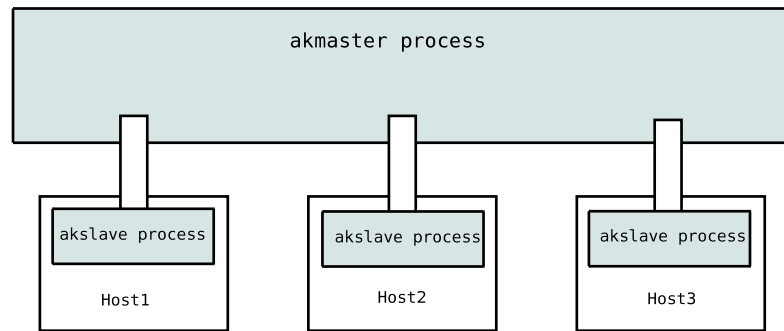 akmaster process
akslave process
akslave process
akslave process
Host1
Host2
Host3